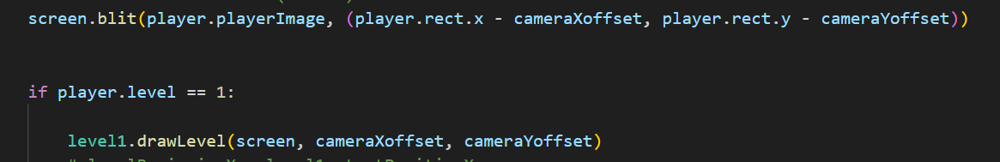 screen.blit(player.playerImage, (player.rect.x - cameraXoffset, player.rect.y - cameraYoffset))
if player.level == 1:
level1.drawLevel(screen, cameraXoffset, cameraYoffset)